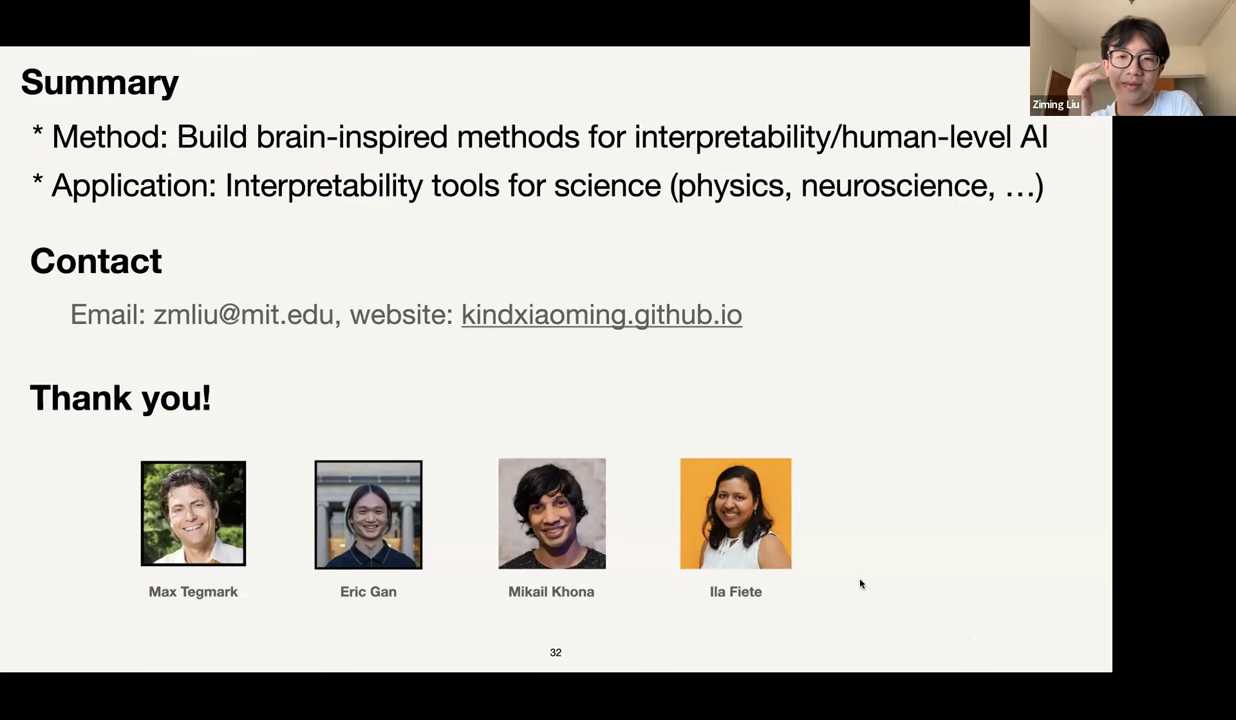 Summary
Ziming Liu
* Method: Build brain-inspired methods for interpretability/human-level AI
* Application: Interpretability tools for science (physics, neuroscience, …)
Contact
Email: zmliu@mit.edu, website: kindxiaoming.github.io
Thank you!
Max Tegmark
Eric Gan
Mikail Khona
Ila Fiete
32